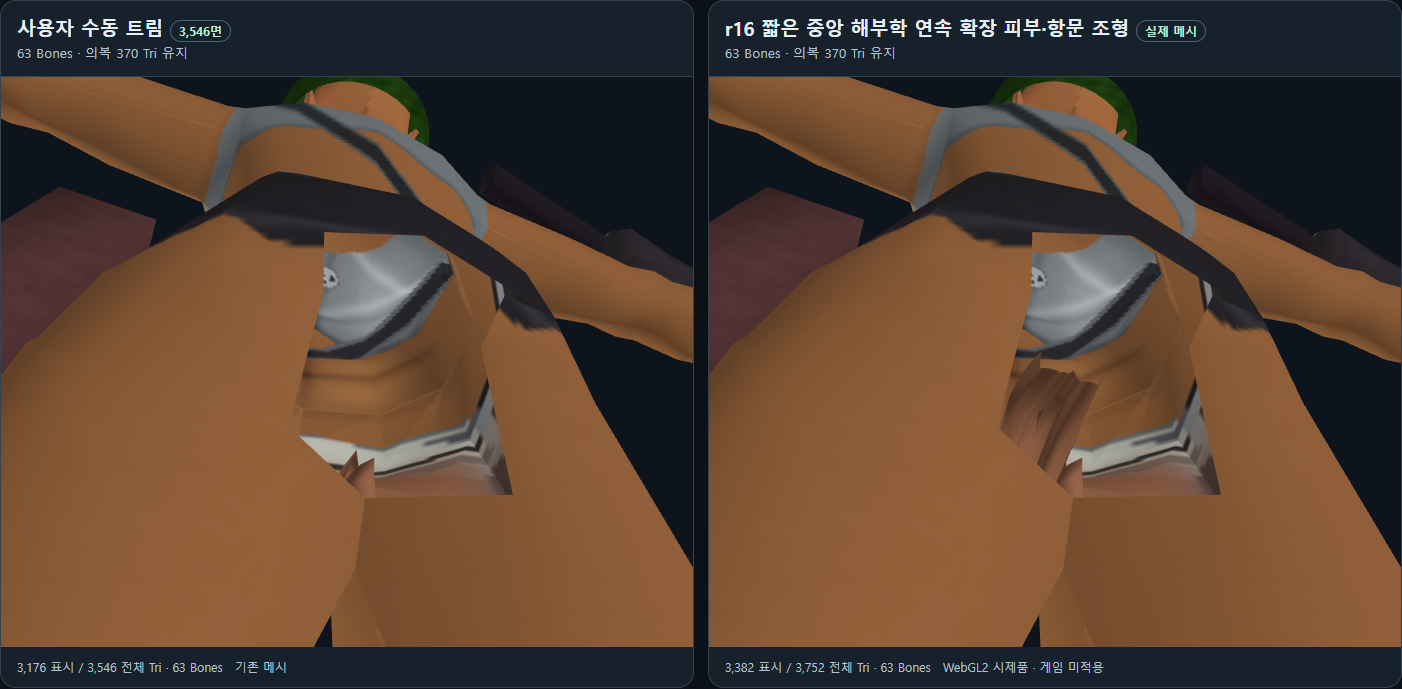 사용자 수동 트림 3,546면
63 Bones · 의복 370 Tri 유지
3,176 표시 / 3,546 전체 Tri · 63 Bones 기존 메시
r16 짧은 중앙 해부학 연속 확장 피부·항문 조형 실제 메시
63 Bones · 의복 370 Tri 유지
3,382 표시 / 3,752 전체 Tri · 63 Bones WebGL2 시제품 · 게임 미적용